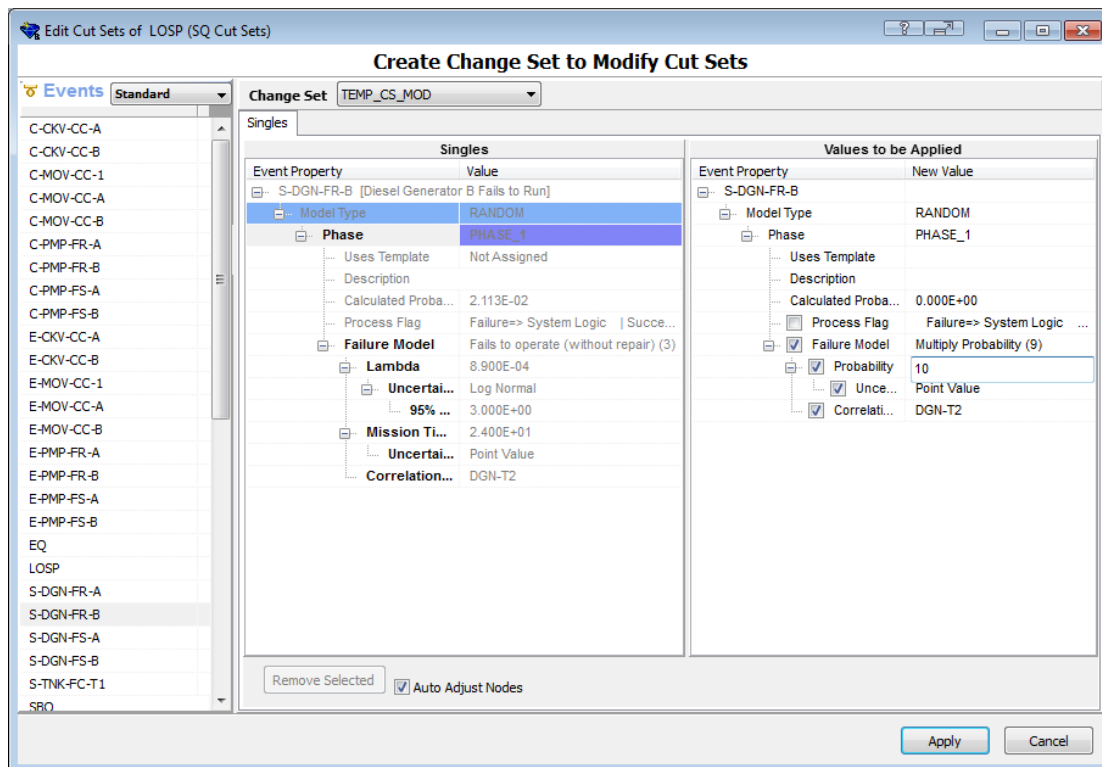 Edit Cut Sets of LOSP (SQ Cut Sets)
?
Create Change Set to Modify Cut Sets
Events Standard
Change Set TEMP_CS_MOD
Singles
C-CKV-CC-A
C-CKV-CC-B
C-MOV-CC-1
C-MOV-CC-A
C-MOV-CC-B
C-PMP-FR-A
C-PMP-FR-B
C-PMP-FS-A
C-PMP-FS-B
E-CKV-CC-A
E-CKV-CC-B
E-MOV-CC-1
E-MOV-CC-A
E-MOV-CC-B
E-PMP-FR-A
E-PMP-FR-B
E-PMP-FS-A
E-PMP-FS-B
EQ
LOSP
S-DGN-FR-A
S-DGN-FR-B
S-DGN-FS-A
S-DGN-FS-B
S-TNK-FC-T1
SBO
Singles
Event Property Value
S-DGN-FR-B [Diesel Generator B Fails to Run]
Model Type RANDOM
Phase PHASE_1
Uses Template Not Assigned
Description
Calculated Proba... 2.113E-02
Process Flag Failure=> System Logic | Succe...
Failure Model Fails to operate (without repair) (3)
Lambda 8.900E-04
Uncertai... Log Normal
95% ... 3.000E+00
Mission Ti... 2.400E+01
Uncertai... Point Value
Correlation... DGN-T2
Values to be Applied
Event Property New Value
S-DGN-FR-B
Model Type RANDOM
Phase PHASE_1
Uses Template
Description
Calculated Proba... 0.000E+00
Process Flag Failure=> System Logic ...
Failure Model Multiply Probability (9)
Probability 10
Unce... Point Value
Correlati... DGN-T2
Remove Selected Auto Adjust Nodes
Apply Cancel